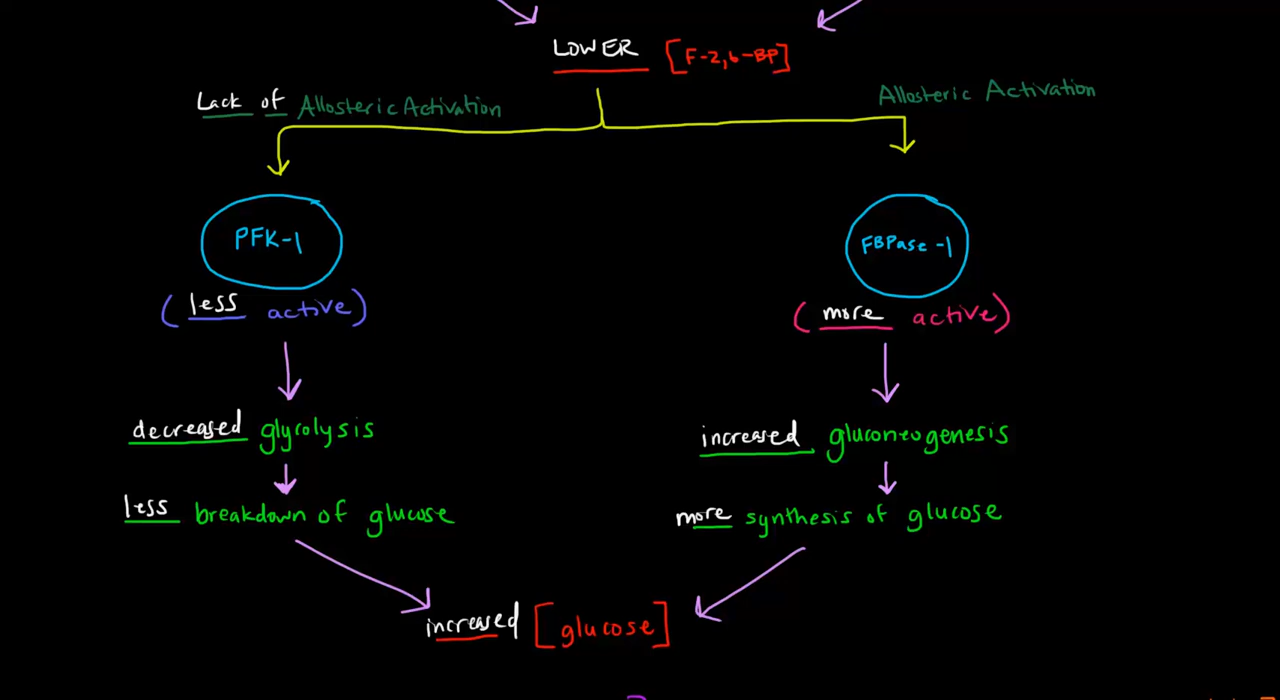 LOWER [F-2,6-BP]
Lack of Allosteric Activation
Allosteric Activation
PFK-1
FBPase-1
(less active)
(more active)
decreased glycolysis
increased gluconeogenesis
less breakdown of glucose
more synthesis of glucose
increased [glucose]